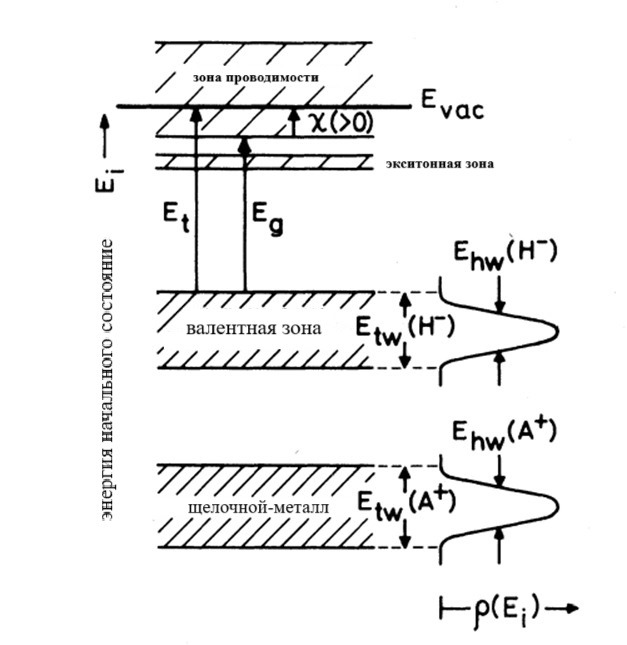 зона проводимости
E_vac
χ(>0)
экситонная зона
E_i
E_t
E_g
E_hw(H⁻)
валентная зона
E_tw(H⁻)
энергия начального состояние
E_hw(A⁺)
щелочной-металл
E_tw(A⁺)
ρ(E_i)